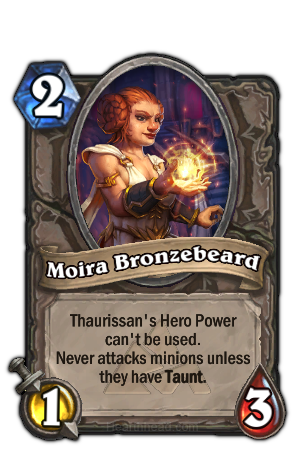 2
Moira Bronzebeard
Thaurissan's Hero Power
can't be used.
Never attacks minions unless
they have Taunt.
1
3